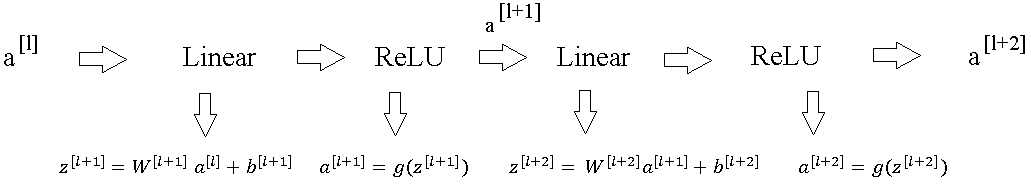 a^[l] Linear ReLU a^[l+1] Linear ReLU a^[l+2]
z^[l+1] = W^[l+1] a^[l] + b^[l+1] a^[l+1] = g(z^[l+1]) z^[l+2] = W^[l+2]a^[l+1] + b^[l+2] a^[l+2] = g(z^[l+2])